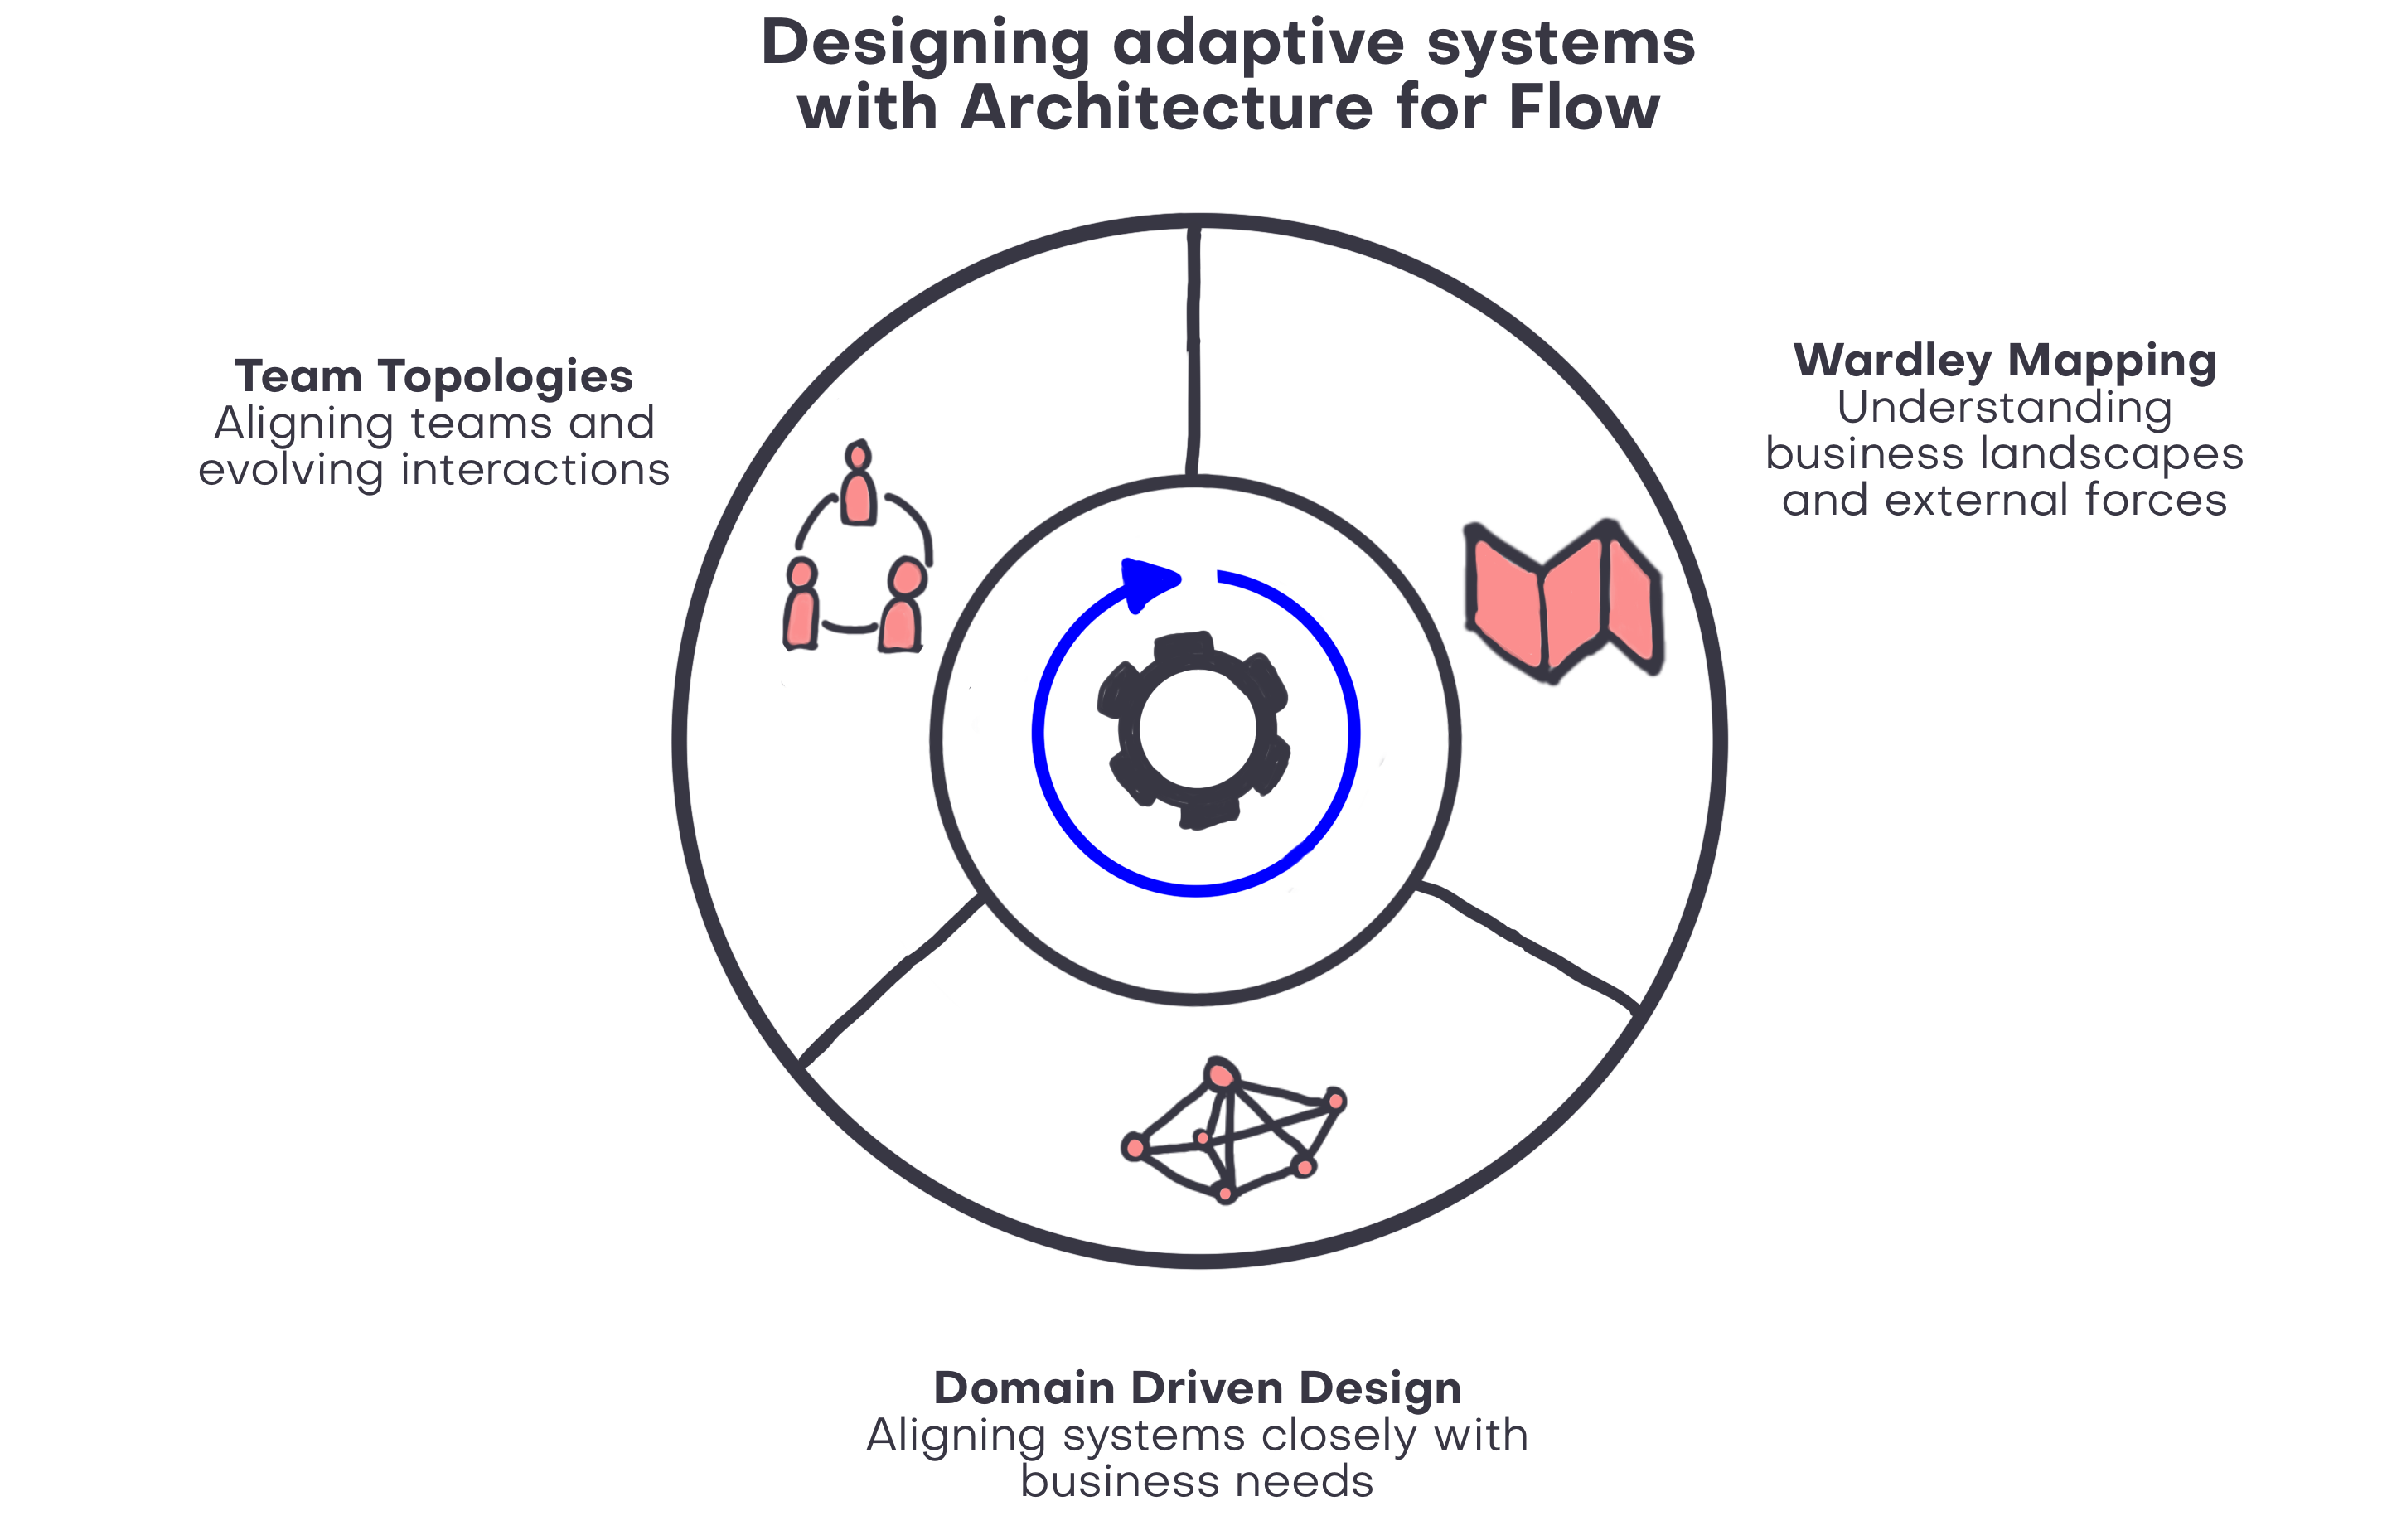 Designing adaptive systems
with Architecture for Flow
Team Topologies
Aligning teams and
evolving interactions
Wardley Mapping
Understanding
business landscapes
and external forces
Domain Driven Design
Aligning systems closely with
business needs